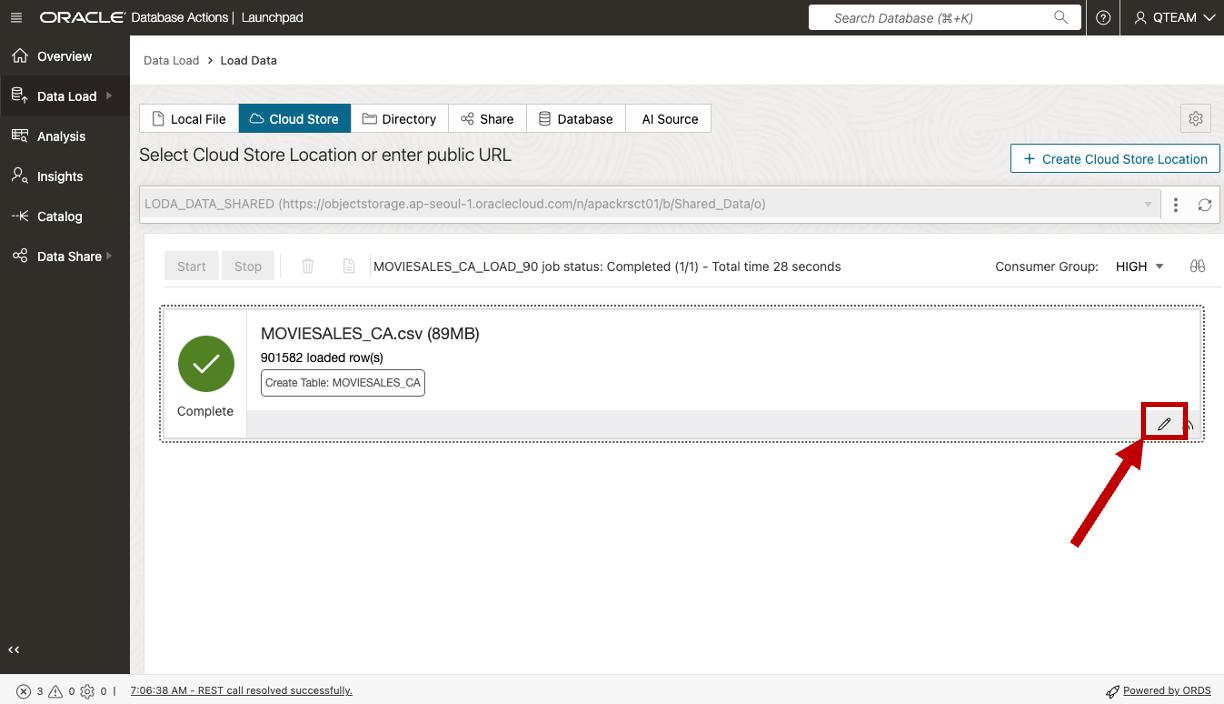 ORACLE Database Actions | Launchpad
Search Database (⌘+K)
QTEAM
Overview
Data Load
Analysis
Insights
Catalog
Data Share
Data Load > Load Data
Local File
Cloud Store
Directory
Share
Database
AI Source
Select Cloud Store Location or enter public URL
+ Create Cloud Store Location
LODA_DATA_SHARED (https://objectstorage.ap-seoul-1.oraclecloud.com/n/apackrsct01/b/Shared_Data/o)
Start
Stop
MOVIESALES_CA_LOAD_90 job status: Completed (1/1) - Total time 28 seconds
Consumer Group: HIGH
MOVIESALES_CA.csv (89MB)
901582 loaded row(s)
Create Table: MOVIESALES_CA
Complete
3 0 0 | 7:06:38 AM - REST call resolved successfully.
Powered by ORDS